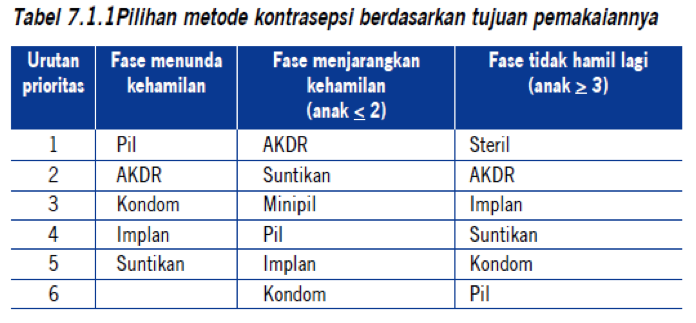 Tabel 7.1.1Pilihan metode kontrasepsi berdasarkan tujuan pemakaiannya
Urutan prioritas | Fase menunda kehamilan | Fase menjarangkan kehamilan (anak ≤ 2) | Fase tidak hamil lagi (anak ≥ 3)
1 | Pil | AKDR | Steril
2 | AKDR | Suntikan | AKDR
3 | Kondom | Minipil | Implan
4 | Implan | Pil | Suntikan
5 | Suntikan | Implan | Kondom
6 | | Kondom | Pil